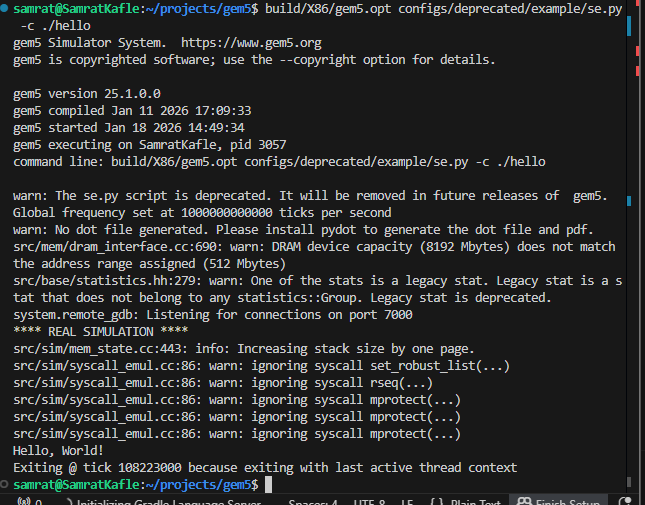 samrat@SamratKafle:~/projects/gem5$ build/X86/gem5.opt configs/deprecated/example/se.py
 -c ./hello
gem5 Simulator System.  https://www.gem5.org
gem5 is copyrighted software; use the --copyright option for details.

gem5 version 25.1.0.0
gem5 compiled Jan 11 2026 17:09:33
gem5 started Jan 18 2026 14:49:34
gem5 executing on SamratKafle, pid 3057
command line: build/X86/gem5.opt configs/deprecated/example/se.py -c ./hello

warn: The se.py script is deprecated. It will be removed in future releases of  gem5.
Global frequency set at 1000000000000 ticks per second
warn: No dot file generated. Please install pydot to generate the dot file and pdf.
src/mem/dram_interface.cc:690: warn: DRAM device capacity (8192 Mbytes) does not match
the address range assigned (512 Mbytes)
src/base/statistics.hh:279: warn: One of the stats is a legacy stat. Legacy stat is a s
tat that does not belong to any statistics::Group. Legacy stat is deprecated.
system.remote_gdb: Listening for connections on port 7000
**** REAL SIMULATION ****
src/sim/mem_state.cc:443: info: Increasing stack size by one page.
src/sim/syscall_emul.cc:86: warn: ignoring syscall set_robust_list(...)
src/sim/syscall_emul.cc:86: warn: ignoring syscall rseq(...)
src/sim/syscall_emul.cc:86: warn: ignoring syscall mprotect(...)
src/sim/syscall_emul.cc:86: warn: ignoring syscall mprotect(...)
src/sim/syscall_emul.cc:86: warn: ignoring syscall mprotect(...)
Hello, World!
Exiting @ tick 108223000 because exiting with last active thread context
samrat@SamratKafle:~/projects/gem5$
0 Initializing Gradle Language Server Spaces: 4 UTF-8 LF {} Plain Text Finish Setup